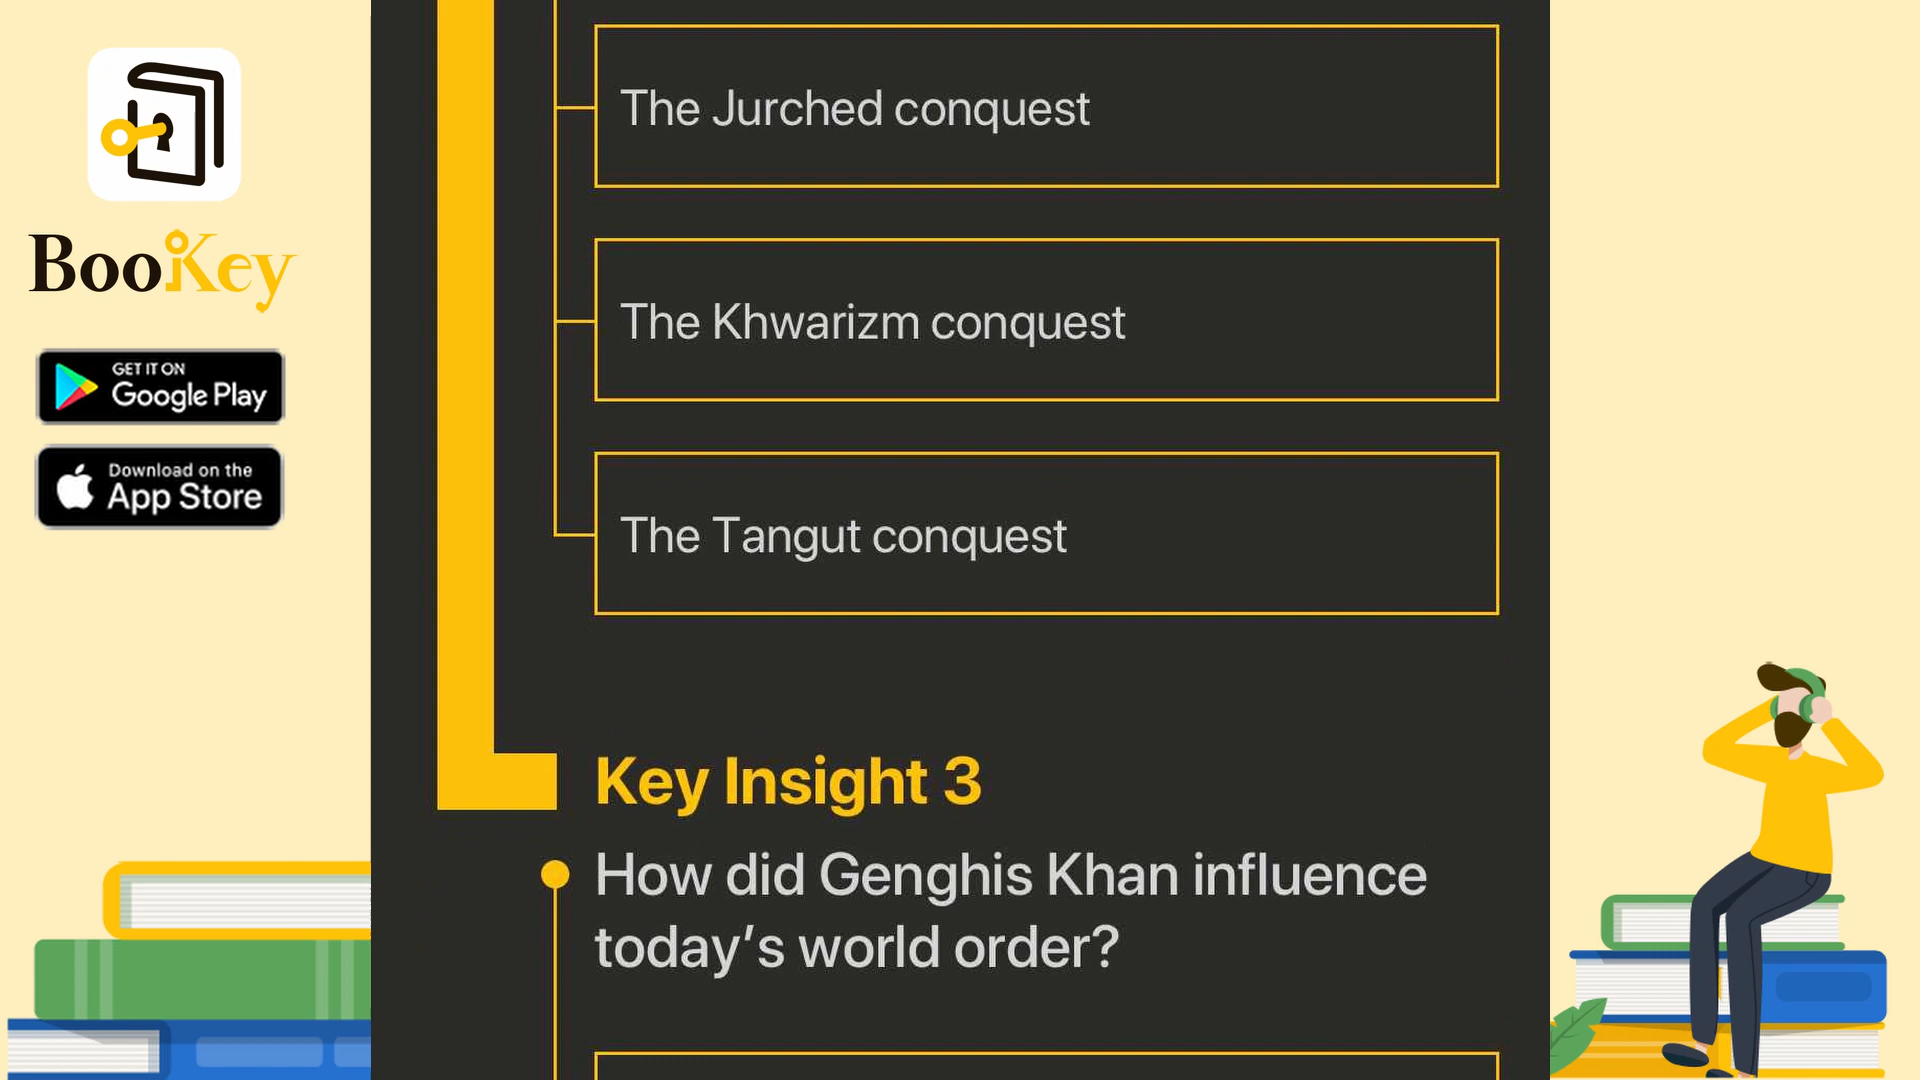 BooKey
GET IT ON
Google Play
Download on the
App Store
The Jurched conquest
The Khwarizm conquest
The Tangut conquest
Key Insight 3
How did Genghis Khan influence
today’s world order?